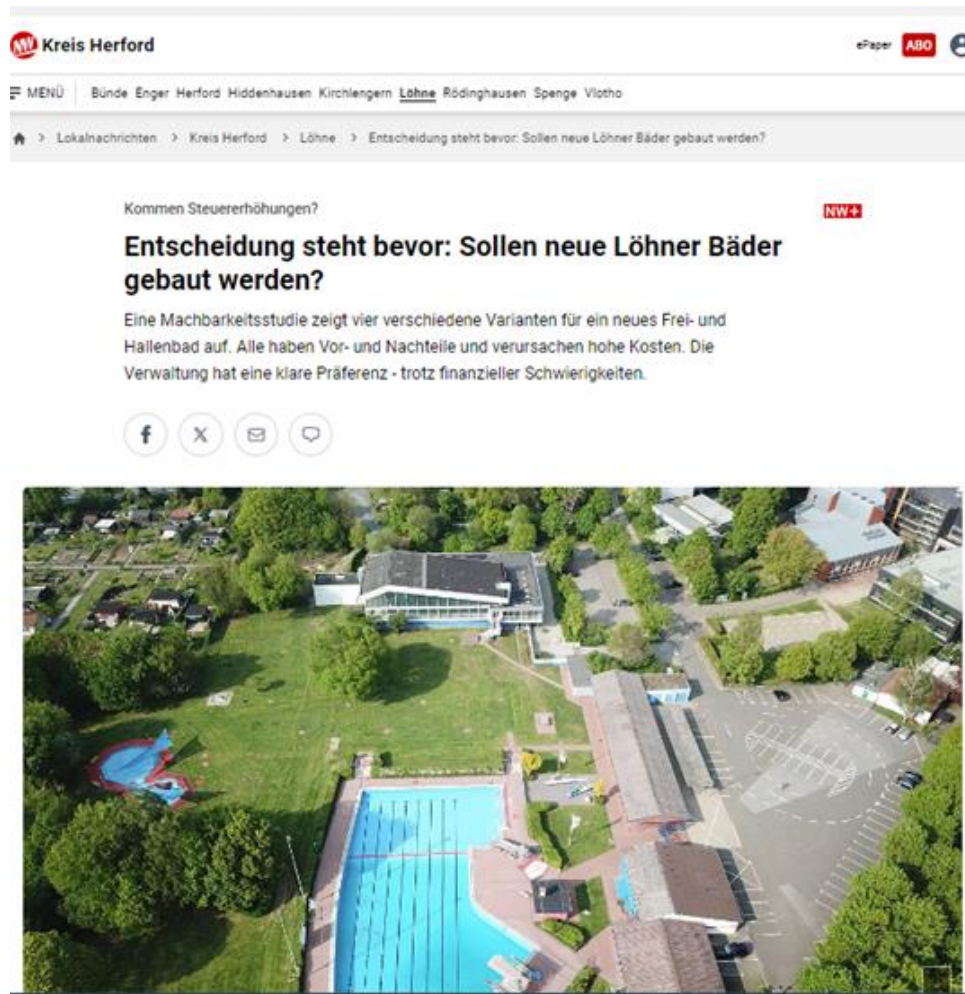 NW Kreis Herford
ePaper ABO
MENÜ Bünde Enger Herford Hiddenhausen Kirchlengern Löhne Rödinghausen Spenge Vlotho
> Lokalnachrichten > Kreis Herford > Löhne > Entscheidung steht bevor: Sollen neue Löhner Bäder gebaut werden?
Kommen Steuererhöhungen?
NW+
Entscheidung steht bevor: Sollen neue Löhner Bäder
gebaut werden?
Eine Machbarkeitsstudie zeigt vier verschiedene Varianten für ein neues Frei- und
Hallenbad auf. Alle haben Vor- und Nachteile und verursachen hohe Kosten. Die
Verwaltung hat eine klare Präferenz - trotz finanzieller Schwierigkeiten.